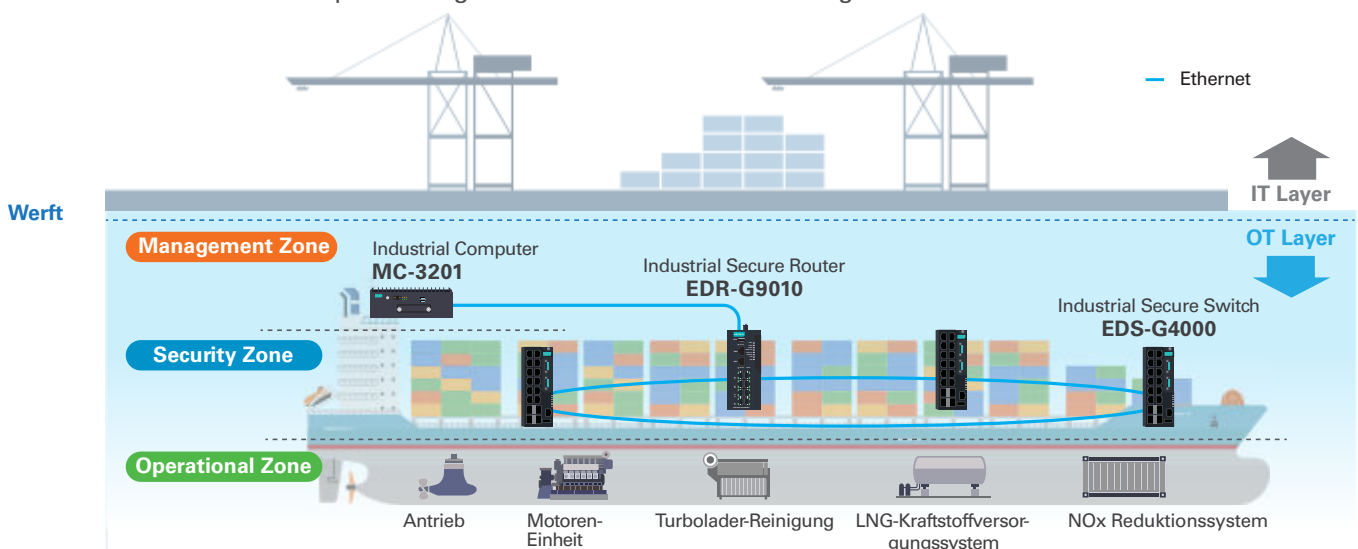 Ethernet
IT Layer
Werft
OT Layer
Management Zone
Industrial Computer
MC-3201
Industrial Secure Router
EDR-G9010
Industrial Secure Switch
EDS-G4000
Security Zone
Operational Zone
Antrieb
Motoren-
Einheit
Turbolader-Reinigung
LNG-Kraftstoffversor-
gungssystem
NOx Reduktionssystem